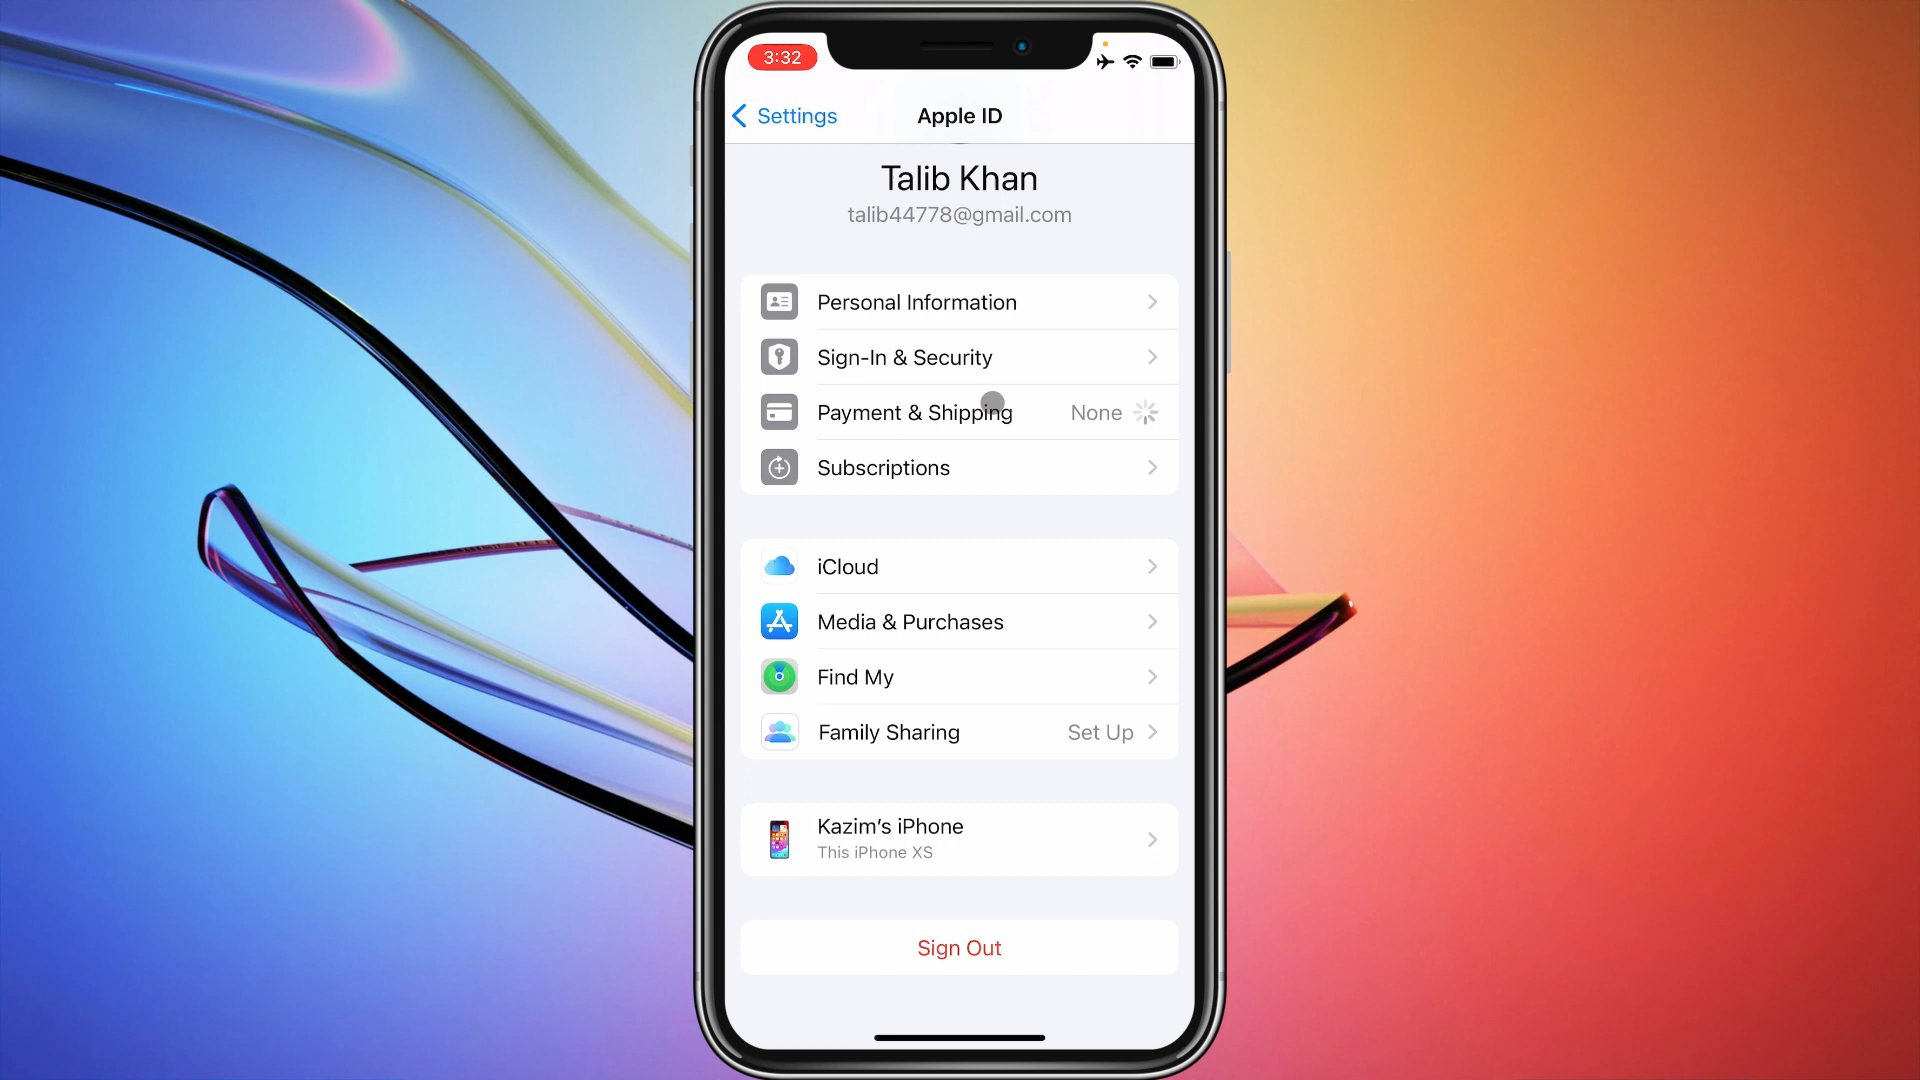 3:32
Settings
Apple ID
Talib Khan
talib44778@gmail.com
Personal Information
Sign-In & Security
Payment & Shipping None
Subscriptions
iCloud
Media & Purchases
Find My
Family Sharing Set Up
Kazim's iPhone
This iPhone XS
Sign Out